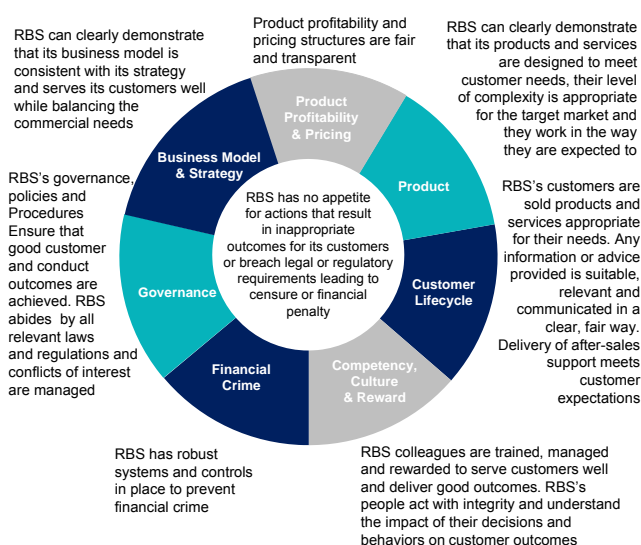 RBS can clearly demonstrate
that its business model is
consistent with its strategy
and serves its customers well
while balancing the
commercial needs
Product profitability and
pricing structures are fair
and transparent
RBS can clearly demonstrate
that its products and services
are designed to meet
customer needs, their level
of complexity is appropriate
for the target market and
they work in the way
they are expected to
Product
Profitability
& Pricing
Business Model
& Strategy
Product
RBS's governance,
policies and
Procedures
Ensure that
good customer
and conduct
outcomes are
achieved. RBS
abides by all
relevant laws
and regulations and
conflicts of interest
are managed
RBS has no appetite
for actions that result
in inappropriate
outcomes for its customers
or breach legal or regulatory
requirements leading to
censure or financial
penalty
RBS's customers are
sold products and
services appropriate
for their needs. Any
information or advice
provided is suitable,
relevant and
communicated in a
clear, fair way.
Delivery of after-sales
support meets
customer
expectations
Governance
Customer
Lifecycle
Financial
Crime
Competency,
Culture
& Reward
RBS has robust
systems and controls
in place to prevent
financial crime
RBS colleagues are trained, managed
and rewarded to serve customers well
and deliver good outcomes. RBS's
people act with integrity and understand
the impact of their decisions and
behaviors on customer outcomes